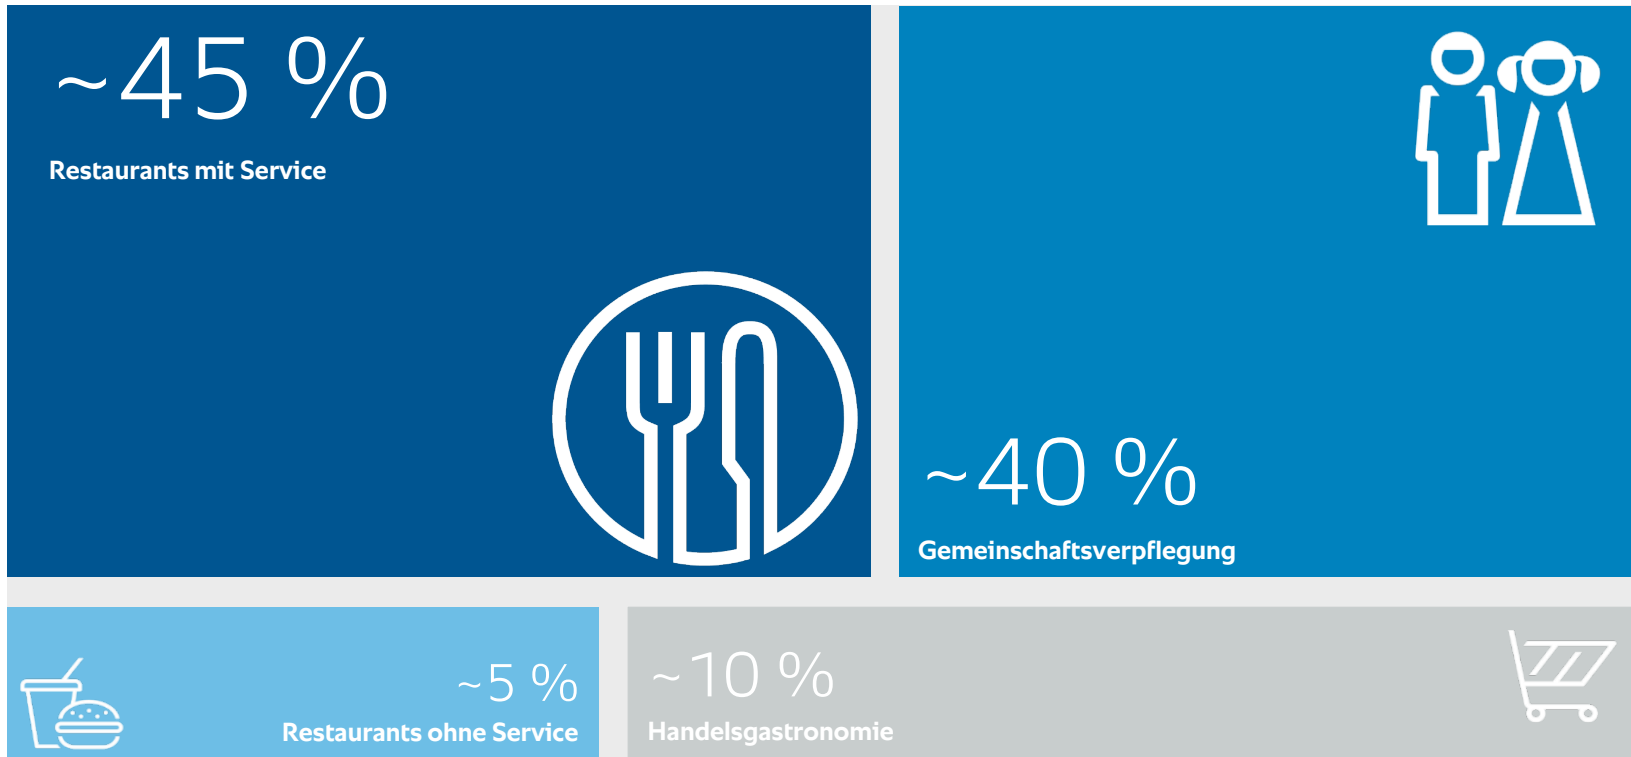 ~45 %
Restaurants mit Service
~40 %
Gemeinschaftsverpflegung
~5 %
Restaurants ohne Service
~10 %
Handelsgastronomie